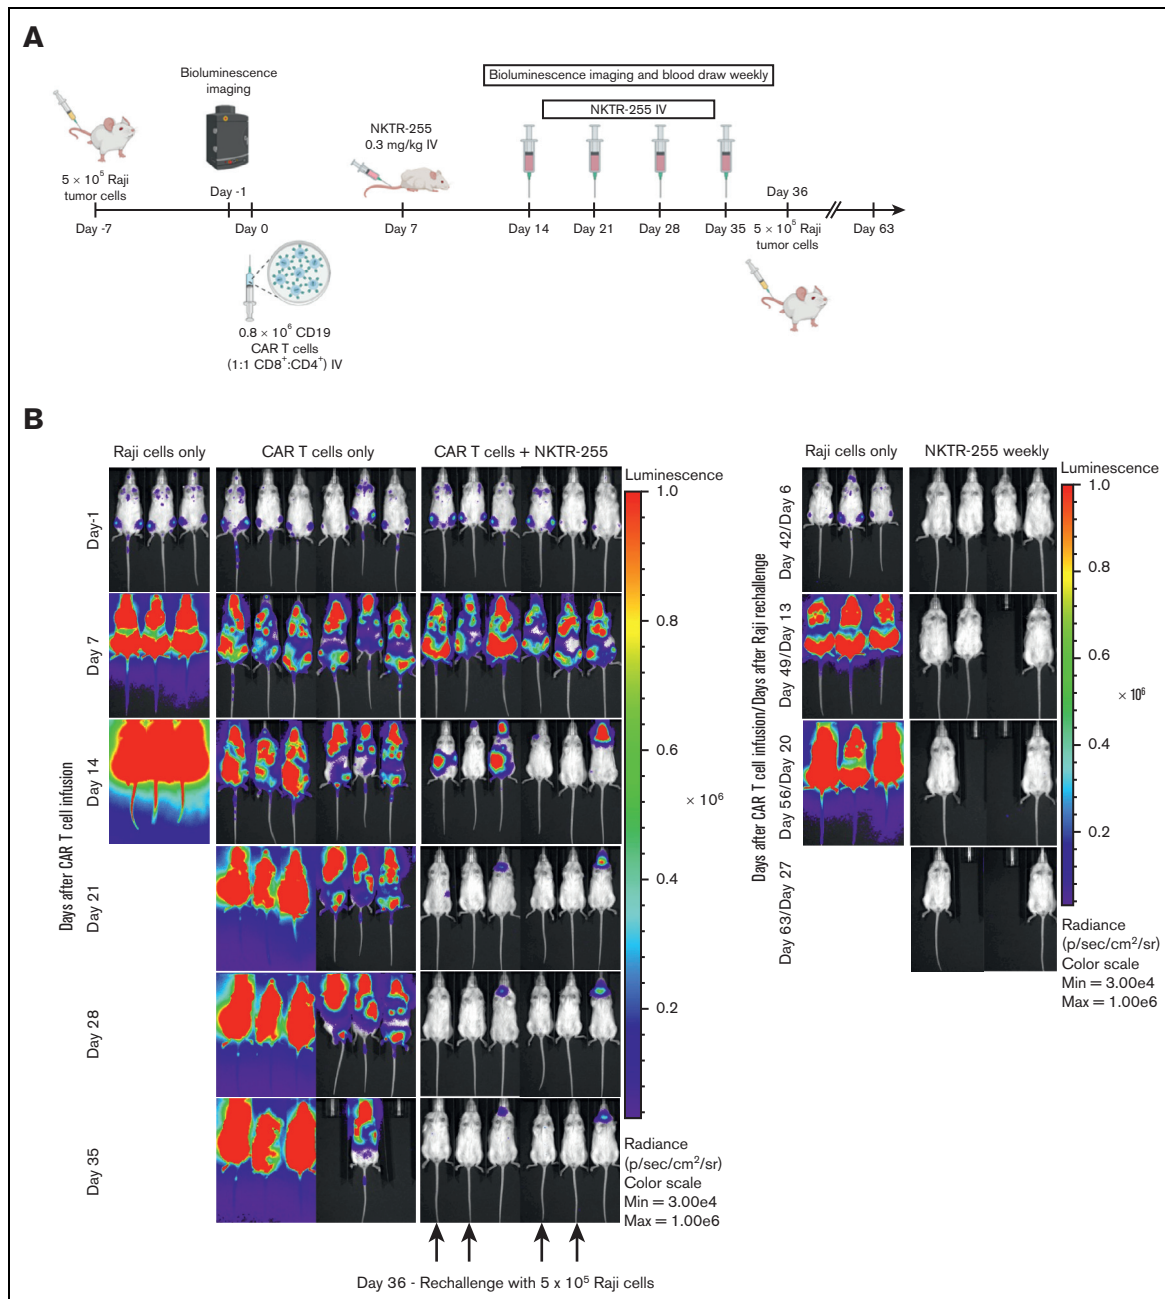 A
Bioluminescence
imaging
Bioluminescence imaging and blood draw weekly
NKTR-255 IV
NKTR-255
0.3 mg/kg IV
5 × 10⁵ Raji
tumor cells
Day -1
Day 36
Day -7
Day 0
Day 7
Day 14
Day 21
Day 28
Day 35
5 × 10⁵ Raji
tumor cells
Day 63
0.8 × 10⁶ CD19
CAR T cells
(1:1 CD8⁺:CD4⁺) IV
B
Raji cells only
CAR T cells only
CAR T cells + NKTR-255
Luminescence
1.0
0.8
0.6
× 10⁶
0.4
0.2
Radiance
(p/sec/cm²/sr)
Color scale
Min = 3.00e4
Max = 1.00e6
Days after CAR T cell infusion
Day-1
Day 7
Day 14
Day 21
Day 28
Day 35
Day 36 - Rechallenge with 5 x 10⁵ Raji cells
Raji cells only
NKTR-255 weekly
Luminescence
1.0
0.8
0.6
× 10⁶
0.4
0.2
Radiance
(p/sec/cm²/sr)
Color scale
Min = 3.00e4
Max = 1.00e6
Days after CAR T cell infusion/Days after Raji rechallenge
Day 42/Day 6
Day 49/Day 13
Day 56/Day 20
Day 63/Day 27